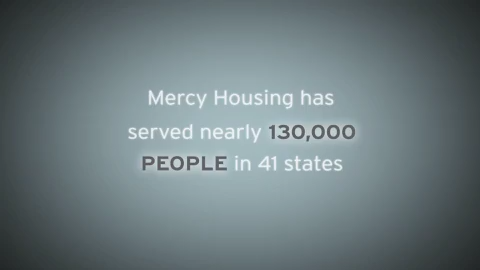 Mercy Housing has
served nearly 130,000
PEOPLE in 41 states